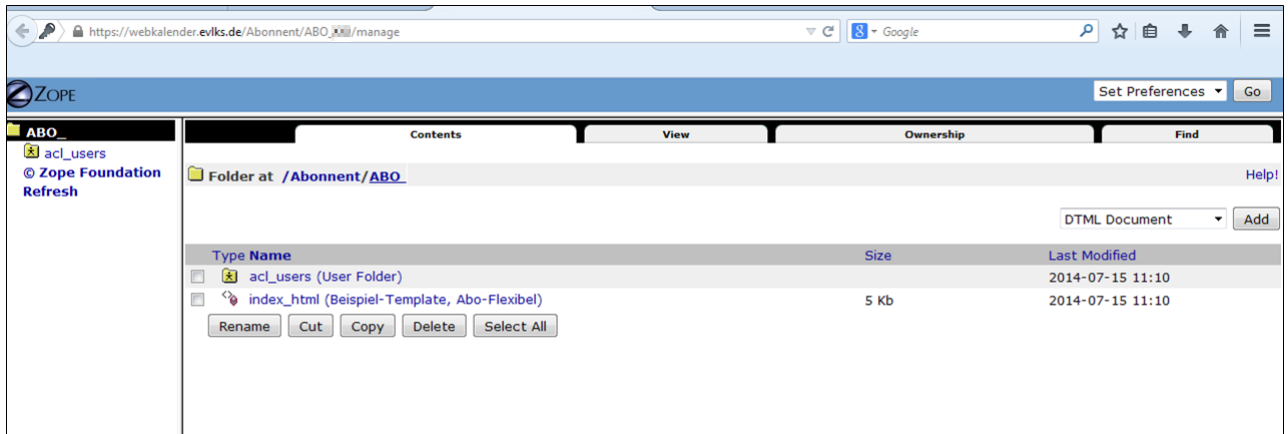 https://webkalender.evlks.de/Abonnent/ABO_/manage
8 Google
ZOPE
Set Preferences Go
ABO_
acl_users
© Zope Foundation
Refresh
Contents View Ownership Find
Folder at /Abonnent/ABO_
Help!
DTML Document Add
Type Name Size Last Modified
acl_users (User Folder) 2014-07-15 11:10
index_html (Beispiel-Template, Abo-Flexibel) 5 Kb 2014-07-15 11:10
Rename Cut Copy Delete Select All